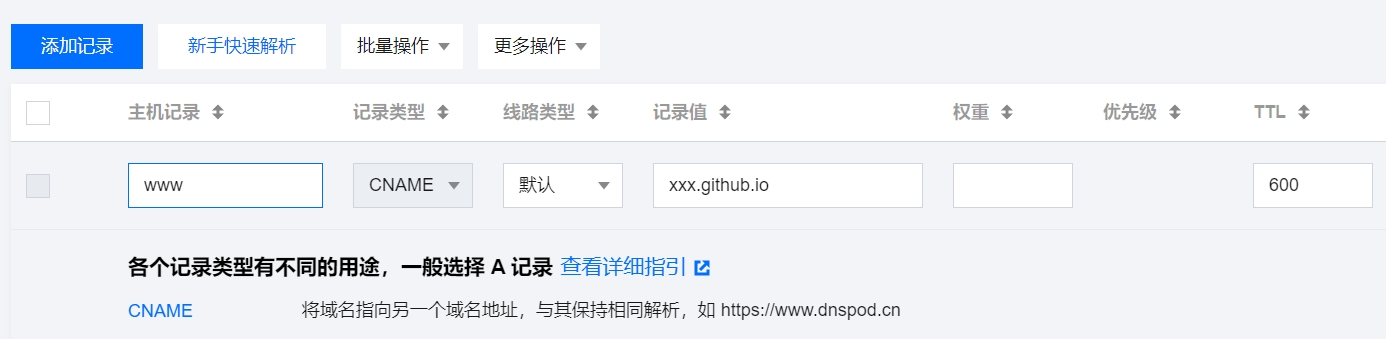 添加记录 新手快速解析 批量操作 更多操作
主机记录 记录类型 线路类型 记录值 权重 优先级 TTL
www CNAME 默认 xxx.github.io 600
各个记录类型有不同的用途，一般选择 A 记录 查看详细指引
CNAME 将域名指向另一个域名地址，与其保持相同解析，如 https://www.dnspod.cn